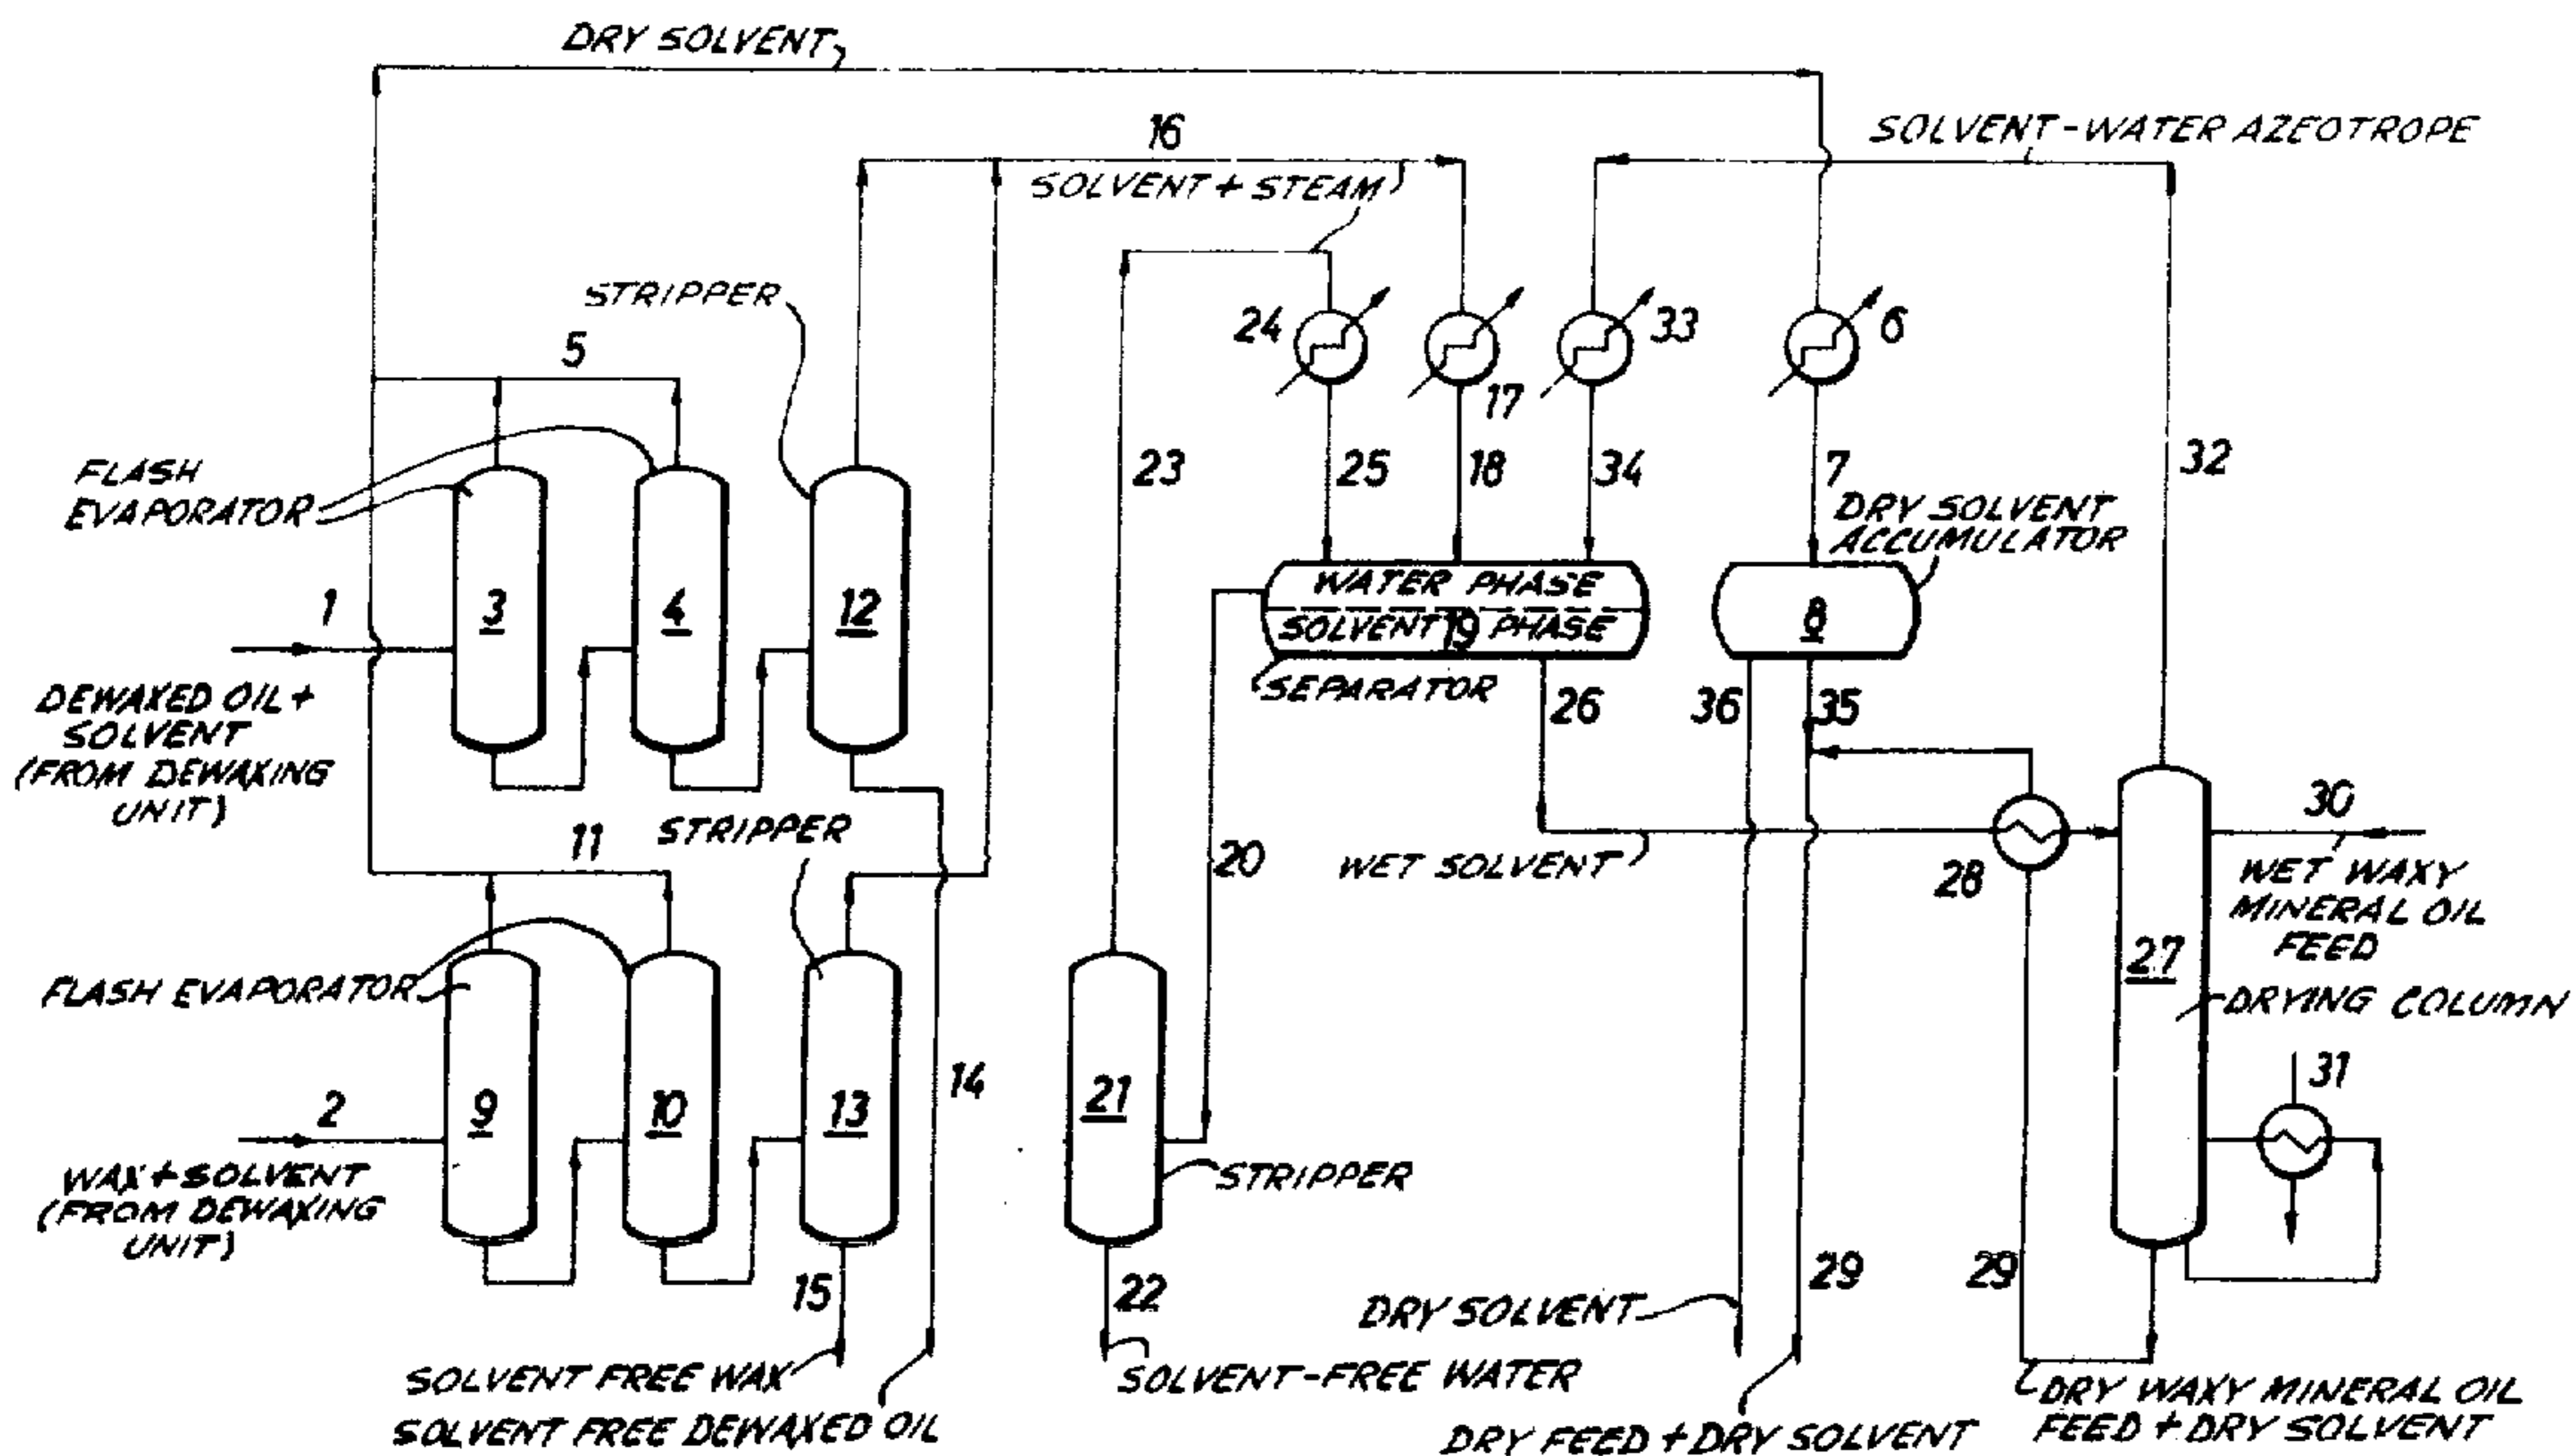 DRY SOLVENT
16
SOLVENT-WATER AZEOTROPE
SOLVENT + STEAM
STRIPPER
5
24
17
33
6
FLASH
EVAPORATOR
23
25
18
34
7
32
DRY SOLVENT
ACCUMULATOR
1
3
4
12
WATER PHASE
SOLVENT 19 PHASE
8
SEPARATOR
DEWAXED OIL +
SOLVENT
(FROM DEWAXING
UNIT)
26
36
35
11
STRIPPER
20
WET SOLVENT
28
30
WET WAXY
MINERAL OIL
FEED
27
DRYING COLUMN
FLASH EVAPORATOR
2
9
10
13
14
21
31
WAX+SOLVENT
(FROM DEWAXING
UNIT)
STRIPPER
15
22
29
29
DRY SOLVENT
SOLVENT FREE WAX
SOLVENT-FREE WATER
DRY WAXY MINERAL OIL
FEED + DRY SOLVENT
SOLVENT FREE DEWAXED OIL
DRY FEED + DRY SOLVENT